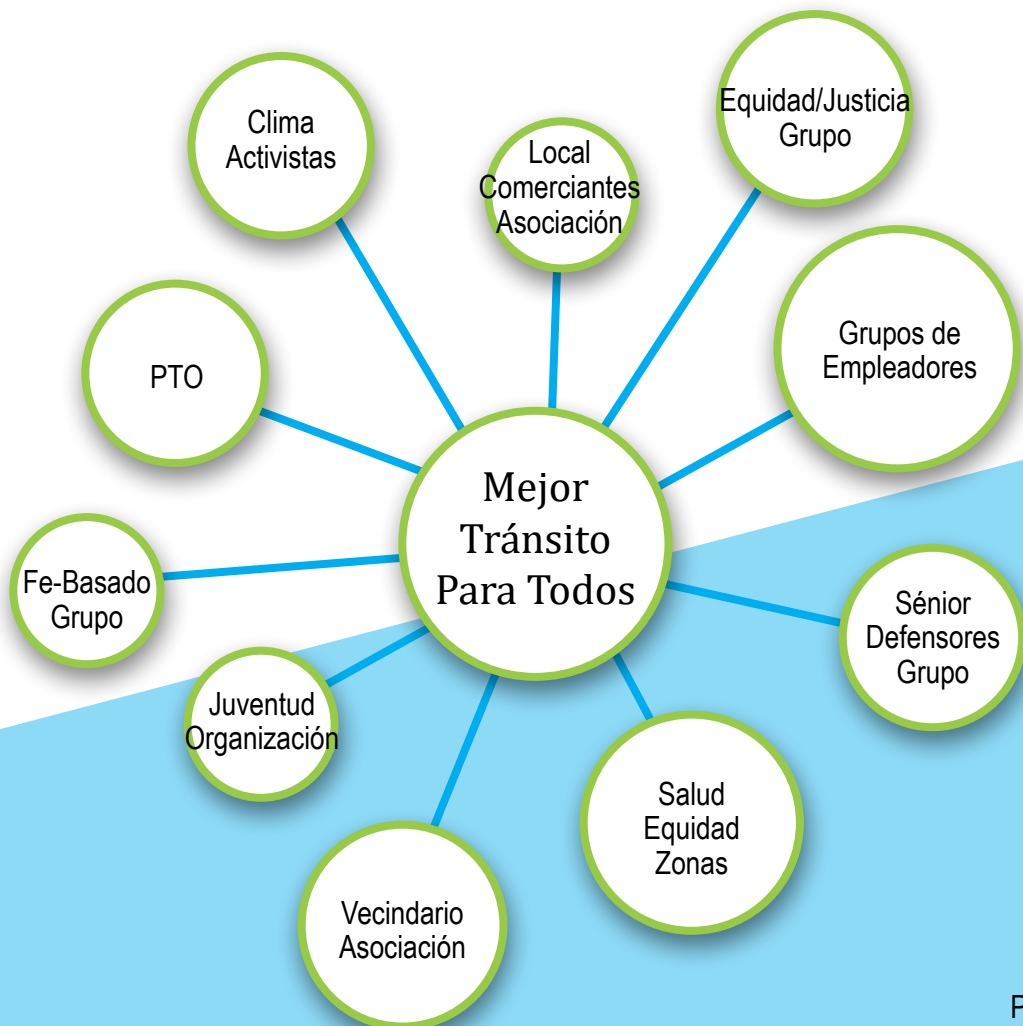 Clima
Activistas
Local
Comerciantes
Asociación
Equidad/Justicia
Grupo
PTO
Grupos de
Empleadores
Mejor
Tránsito
Para Todos
Fe-Basado
Grupo
Sénior
Defensores
Grupo
Juventud
Organización
Salud
Equidad
Zonas
Vecindario
Asociación
P